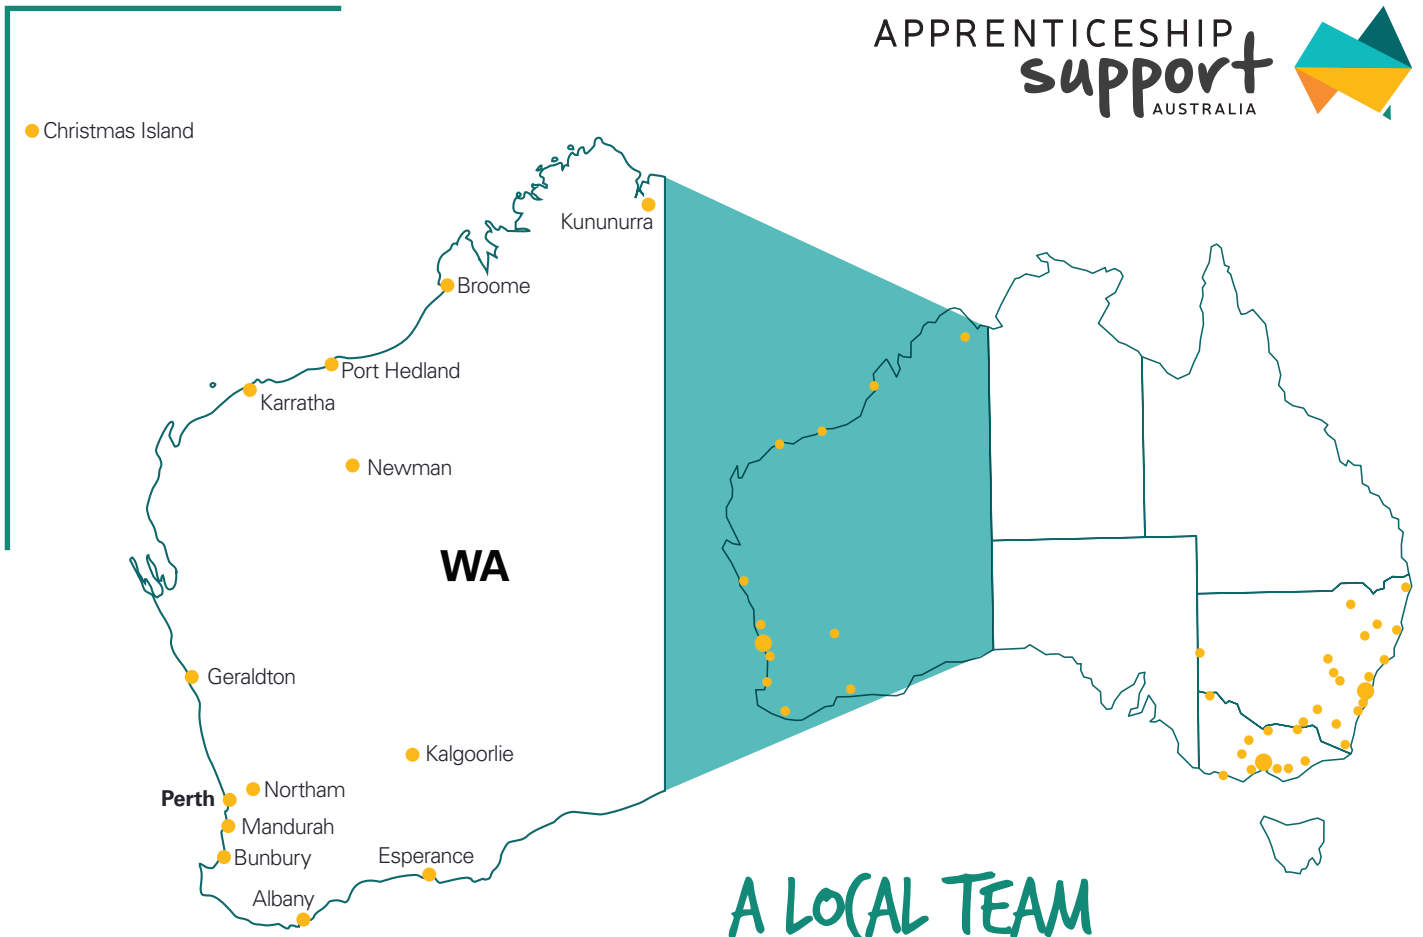 APPRENTICESHIP
support
AUSTRALIA
Christmas Island
Kununurra
Broome
Port Hedland
Karratha
Newman
WA
Geraldton
Kalgoorlie
Northam
Perth
Mandurah
Bunbury
Esperance
Albany
A LOCAL TEAM